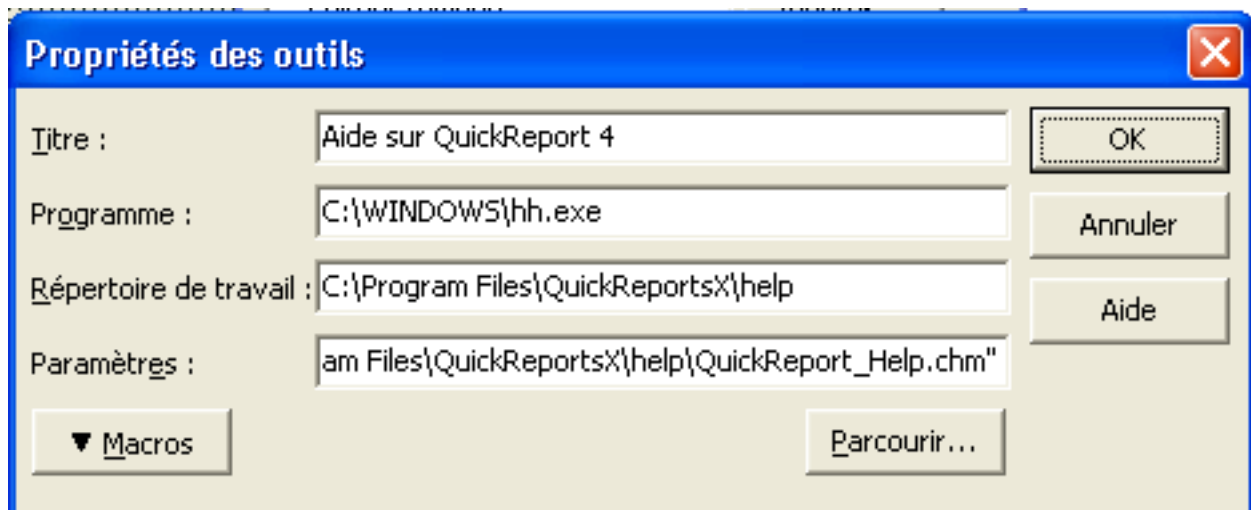 Propriétés des outils
Titre : Aide sur QuickReport 4 OK
Programme : C:\WINDOWS\hh.exe Annuler
Répertoire de travail : C:\Program Files\QuickReportsX\help Aide
Paramètres : am Files\QuickReportsX\help\QuickReport_Help.chm"
▼ Macros Parcourir...